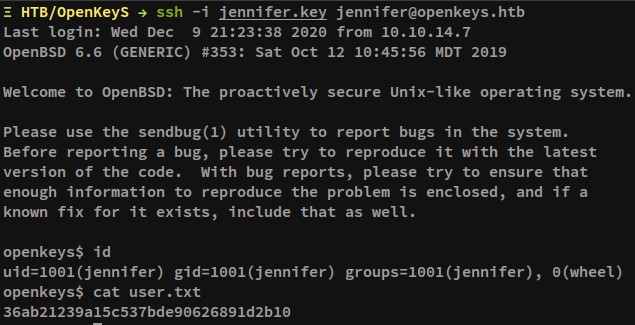 Ξ HTB/OpenKeyS → ssh -i jennifer.key jennifer@openkeys.htb
Last login: Wed Dec  9 21:23:38 2020 from 10.10.14.7
OpenBSD 6.6 (GENERIC) #353: Sat Oct 12 10:45:56 MDT 2019

Welcome to OpenBSD: The proactively secure Unix-like operating system.

Please use the sendbug(1) utility to report bugs in the system.
Before reporting a bug, please try to reproduce it with the latest
version of the code.  With bug reports, please try to ensure that
enough information to reproduce the problem is enclosed, and if a
known fix for it exists, include that as well.

openkeys$ id
uid=1001(jennifer) gid=1001(jennifer) groups=1001(jennifer), 0(wheel)
openkeys$ cat user.txt
36ab21239a15c537bde90626891d2b10